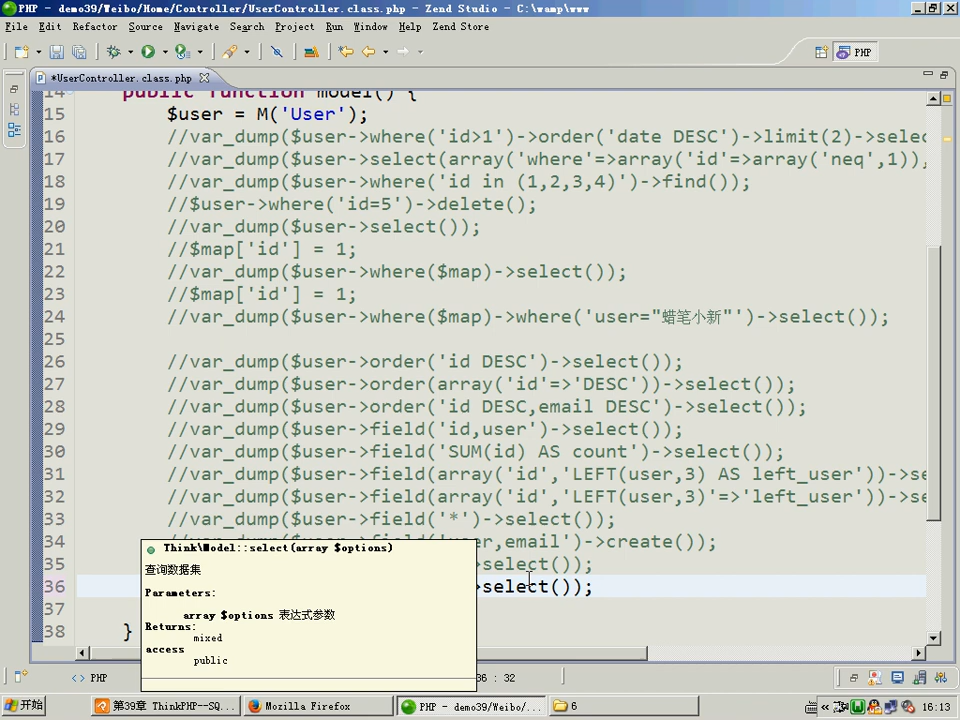 PHP - demo39/Weibo/Home/Controller/UserController.class.php - Zend Studio - C:\wamp\www
File Edit Refactor Source Navigate Search Project Run Window Help Zend Store
PHP
*UserController.class.php
14 public function model() {
15 $user = M('User');
16 //var_dump($user->where('id>1')->order('date DESC')->limit(2)->selec
17 //var_dump($user->select(array('where'=>array('id'=>array('neq',1)),
18 //var_dump($user->where('id in (1,2,3,4)')->find());
19 //$user->where('id=5')->delete();
20 //var_dump($user->select());
21 //$map['id'] = 1;
22 //var_dump($user->where($map)->select());
23 //$map['id'] = 1;
24 //var_dump($user->where($map)->where('user="蜡笔小新"')->select());
25
26 //var_dump($user->order('id DESC')->select());
27 //var_dump($user->order(array('id'=>'DESC'))->select());
28 //var_dump($user->order('id DESC,email DESC')->select());
29 //var_dump($user->field('id,user')->select());
30 //var_dump($user->field('SUM(id) AS count')->select());
31 //var_dump($user->field(array('id','LEFT(user,3) AS left_user'))->se
32 //var_dump($user->field(array('id','LEFT(user,3)'=>'left_user'))->se
33 //var_dump($user->field('*')->select());
34 user,email')->create());
35 select());
36 select());
37
38 }
Think\Model::select(array $options)
查询数据集
Parameters:
array $options 表达式参数
Returns:
mixed
access
public
<> PHP
36 : 32
开始
第39章 ThinkPHP--SQ...
Mozilla Firefox
PHP - demo39/Weibo/...
6
16:13